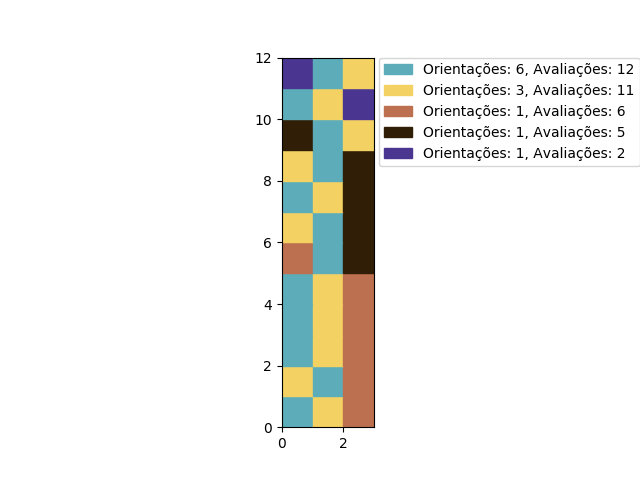 12
10
8
6
4
2
0
0 2
Orientações: 6, Avaliações: 12
Orientações: 3, Avaliações: 11
Orientações: 1, Avaliações: 6
Orientações: 1, Avaliações: 5
Orientações: 1, Avaliações: 2